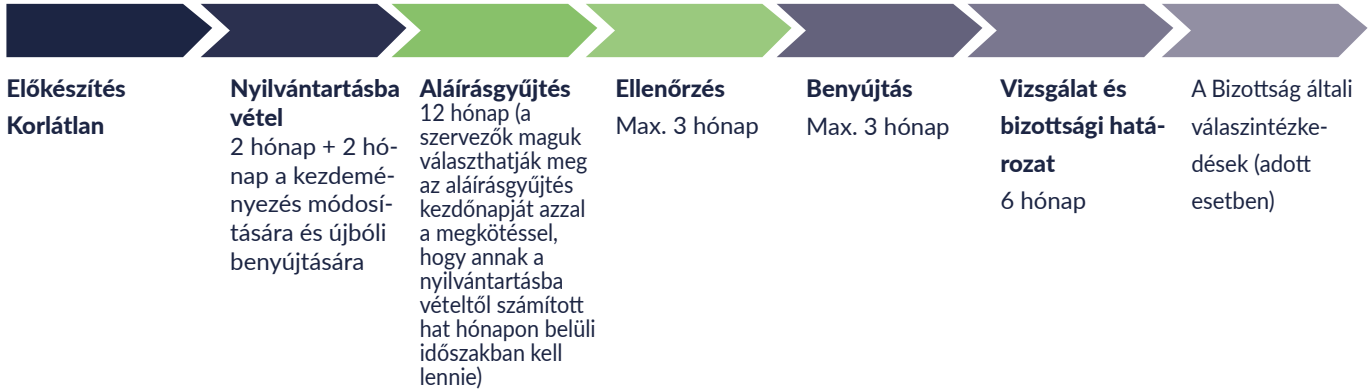 Előkészítés
Korlátlan
Nyilvántartásba
vétel
2 hónap + 2 hó-
nap a kezdemé-
nyezés módosí-
tására és újbóli
benyújtására
Aláírásgyűjtés
12 hónap (a
szervezők maguk
választhatják meg
az aláírásgyűjtés
kezdőnapját azzal
a megkötéssel,
hogy annak a
nyilvántartásba
vételtől számított
hat hónapon belüli
időszakban kell
lennie)
Ellenőrzés
Max. 3 hónap
Benyújtás
Max. 3 hónap
Vizsgálat és
bizottsági hatá-
rozat
6 hónap
A Bizottság általi
válaszintézke-
dések (adott
esetben)